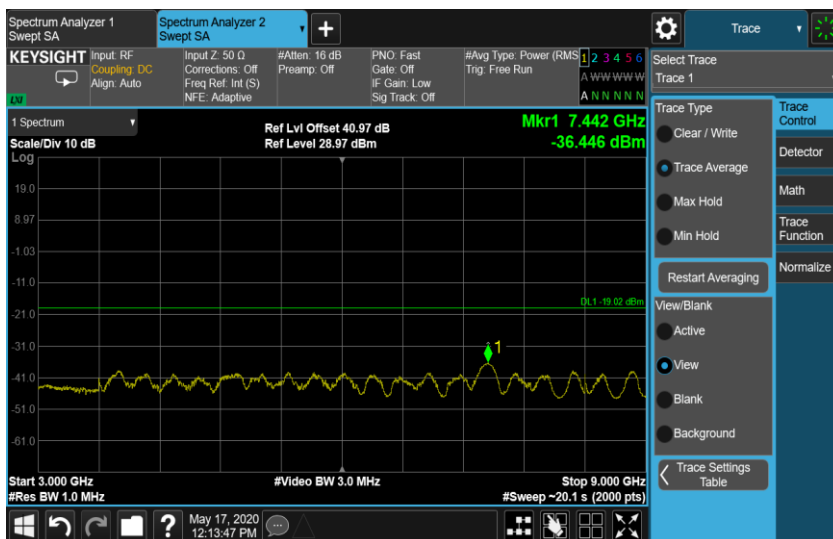 Spectrum Analyzer 1
Swept SA
Spectrum Analyzer 2
Swept SA
Trace
KEYSIGHT
LXI
Input: RF
Coupling: DC
Align: Auto
Input Z: 50 Ω
Corrections: Off
Freq Ref: Int (S)
NFE: Adaptive
#Atten: 16 dB
Preamp: Off
PNO: Fast
Gate: Off
IF Gain: Low
Sig Track: Off
#Avg Type: Power (RMS
Trig: Free Run
1 2 3 4 5 6
A W W W W W
A N N N N N
Select Trace
Trace 1
1 Spectrum
Scale/Div 10 dB
Log
Ref Lvl Offset 40.97 dB
Ref Level 28.97 dBm
Mkr1 7.442 GHz
-36.446 dBm
19.0
8.97
-1.03
-11.0
-21.0
-31.0
-41.0
-51.0
-61.0
DL1 -19.02 dBm
1
Start 3.000 GHz
#Res BW 1.0 MHz
#Video BW 3.0 MHz
Stop 9.000 GHz
#Sweep ~20.1 s (2000 pts)
Trace Type
Clear / Write
Trace Average
Max Hold
Min Hold
Restart Averaging
View/Blank
Active
View
Blank
Background
Trace Settings
Table
Trace
Control
Detector
Math
Trace
Function
Normalize
?
May 17, 2020
12:13:47 PM